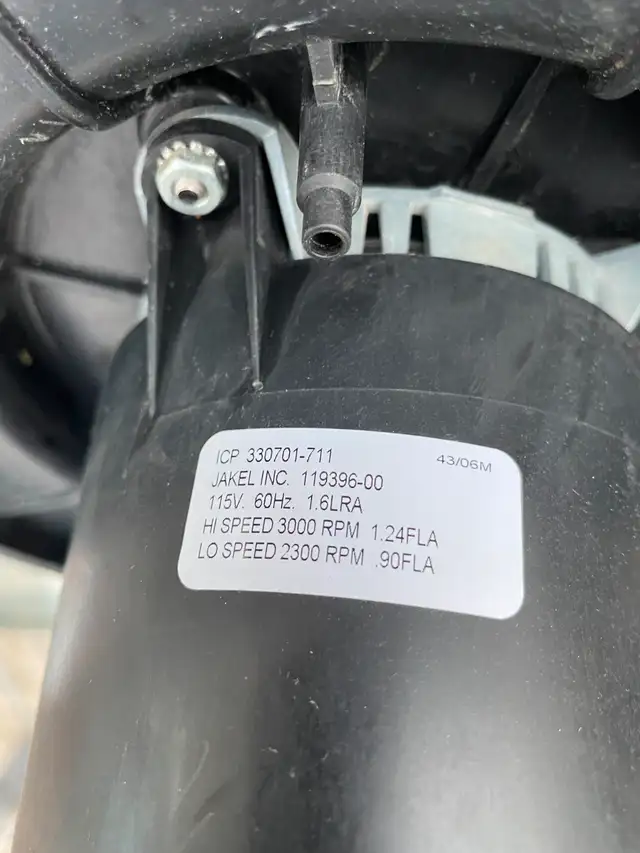 ICP 330701-711
43/06M
JAKEL INC. 119396-00
115V. 60Hz. 1.6LRA
HI SPEED 3000 RPM 1.24FLA
LO SPEED 2300 RPM .90FLA